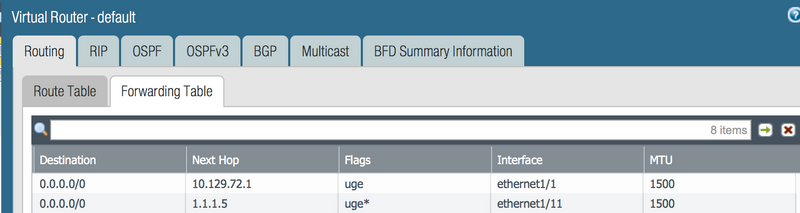 Virtual Router - default
Routing RIP OSPF OSPFv3 BGP Multicast BFD Summary Information
Route Table Forwarding Table
8 items
Destination Next Hop Flags Interface MTU
0.0.0.0/0 10.129.72.1 uge ethernet1/1 1500
0.0.0.0/0 1.1.1.5 uge* ethernet1/11 1500